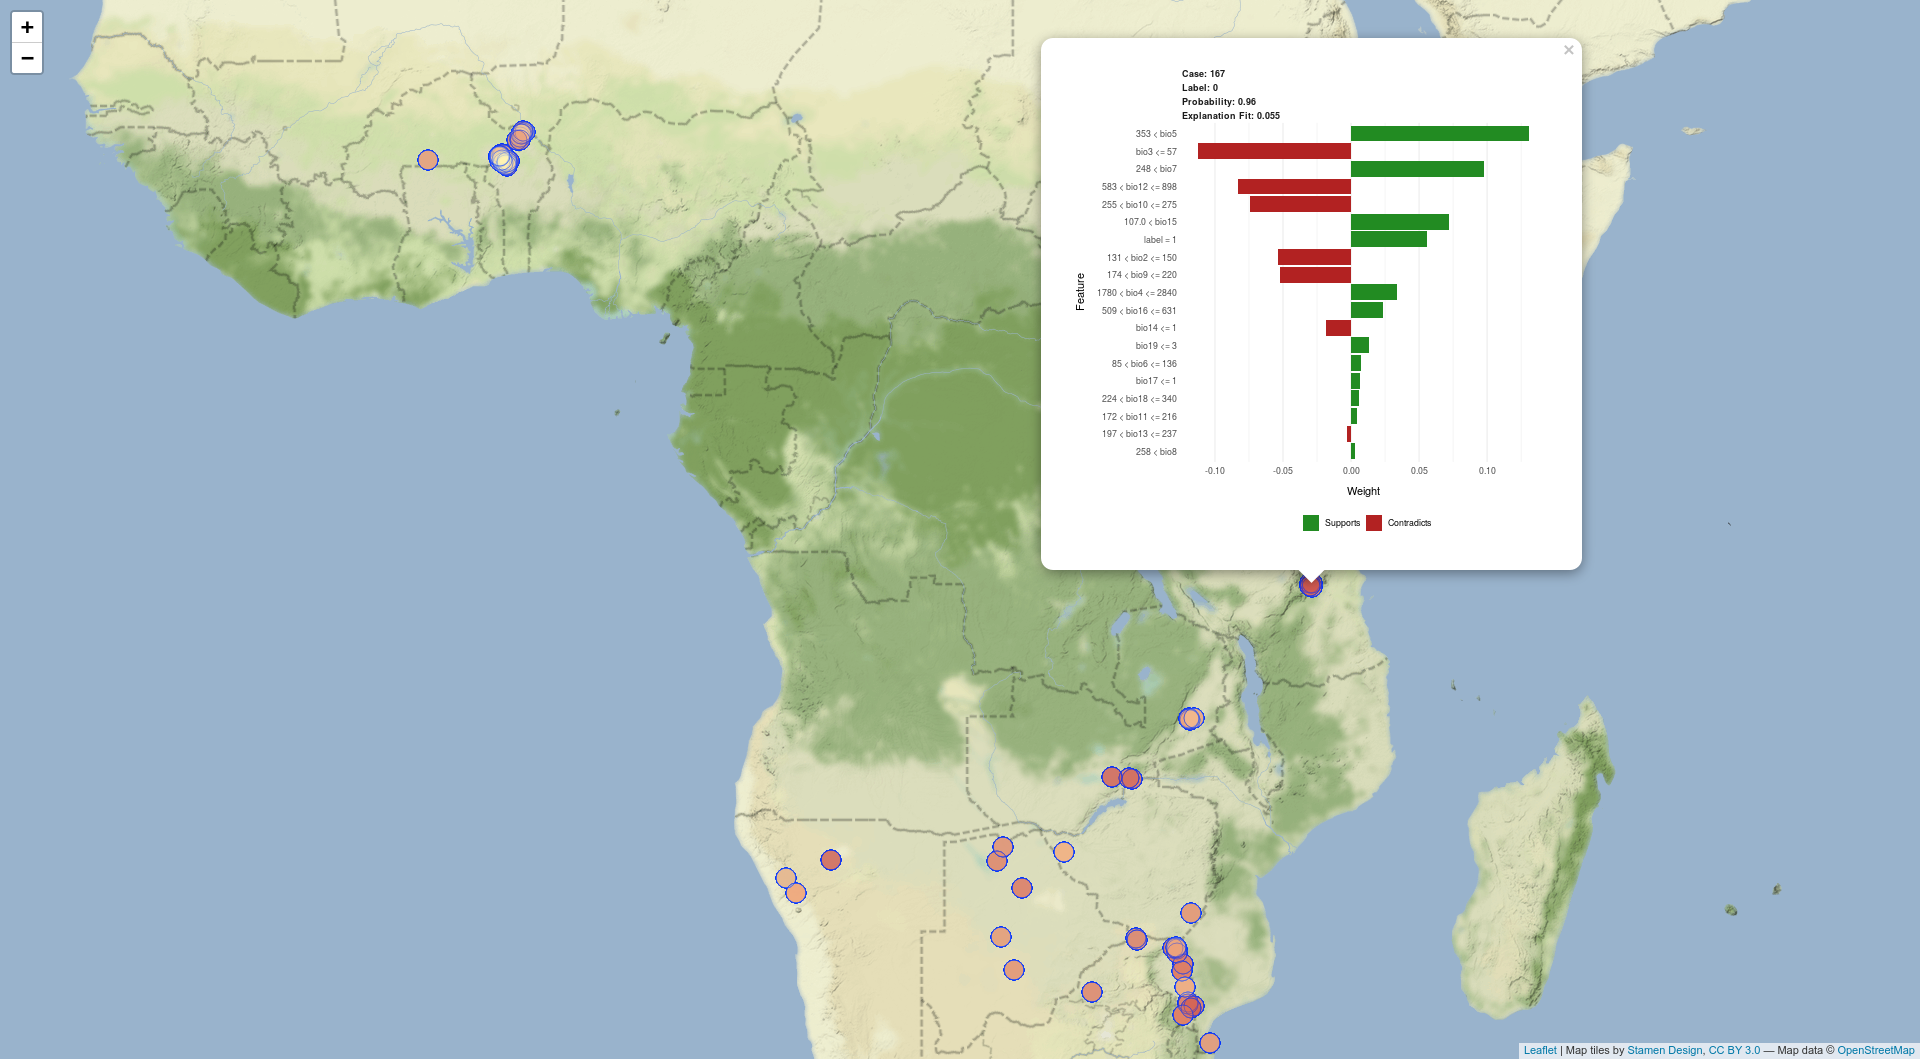 +
−
×
Case: 167
Label: 0
Probability: 0.96
Explanation Fit: 0.055
353 < bio5
bio3 <= 57
248 < bio7
583 < bio12 <= 898
255 < bio10 <= 275
107.0 < bio15
label = 1
131 < bio2 <= 150
174 < bio9 <= 220
1780 < bio4 <= 2840
509 < bio16 <= 631
bio14 <= 1
bio19 <= 3
85 < bio6 <= 136
bio17 <= 1
224 < bio18 <= 340
172 < bio11 <= 216
197 < bio13 <= 237
258 < bio8
Feature
-0.10 -0.05 0.00 0.05 0.10
Weight
Supports Contradicts
Leaflet | Map tiles by Stamen Design, CC BY 3.0 — Map data © OpenStreetMap